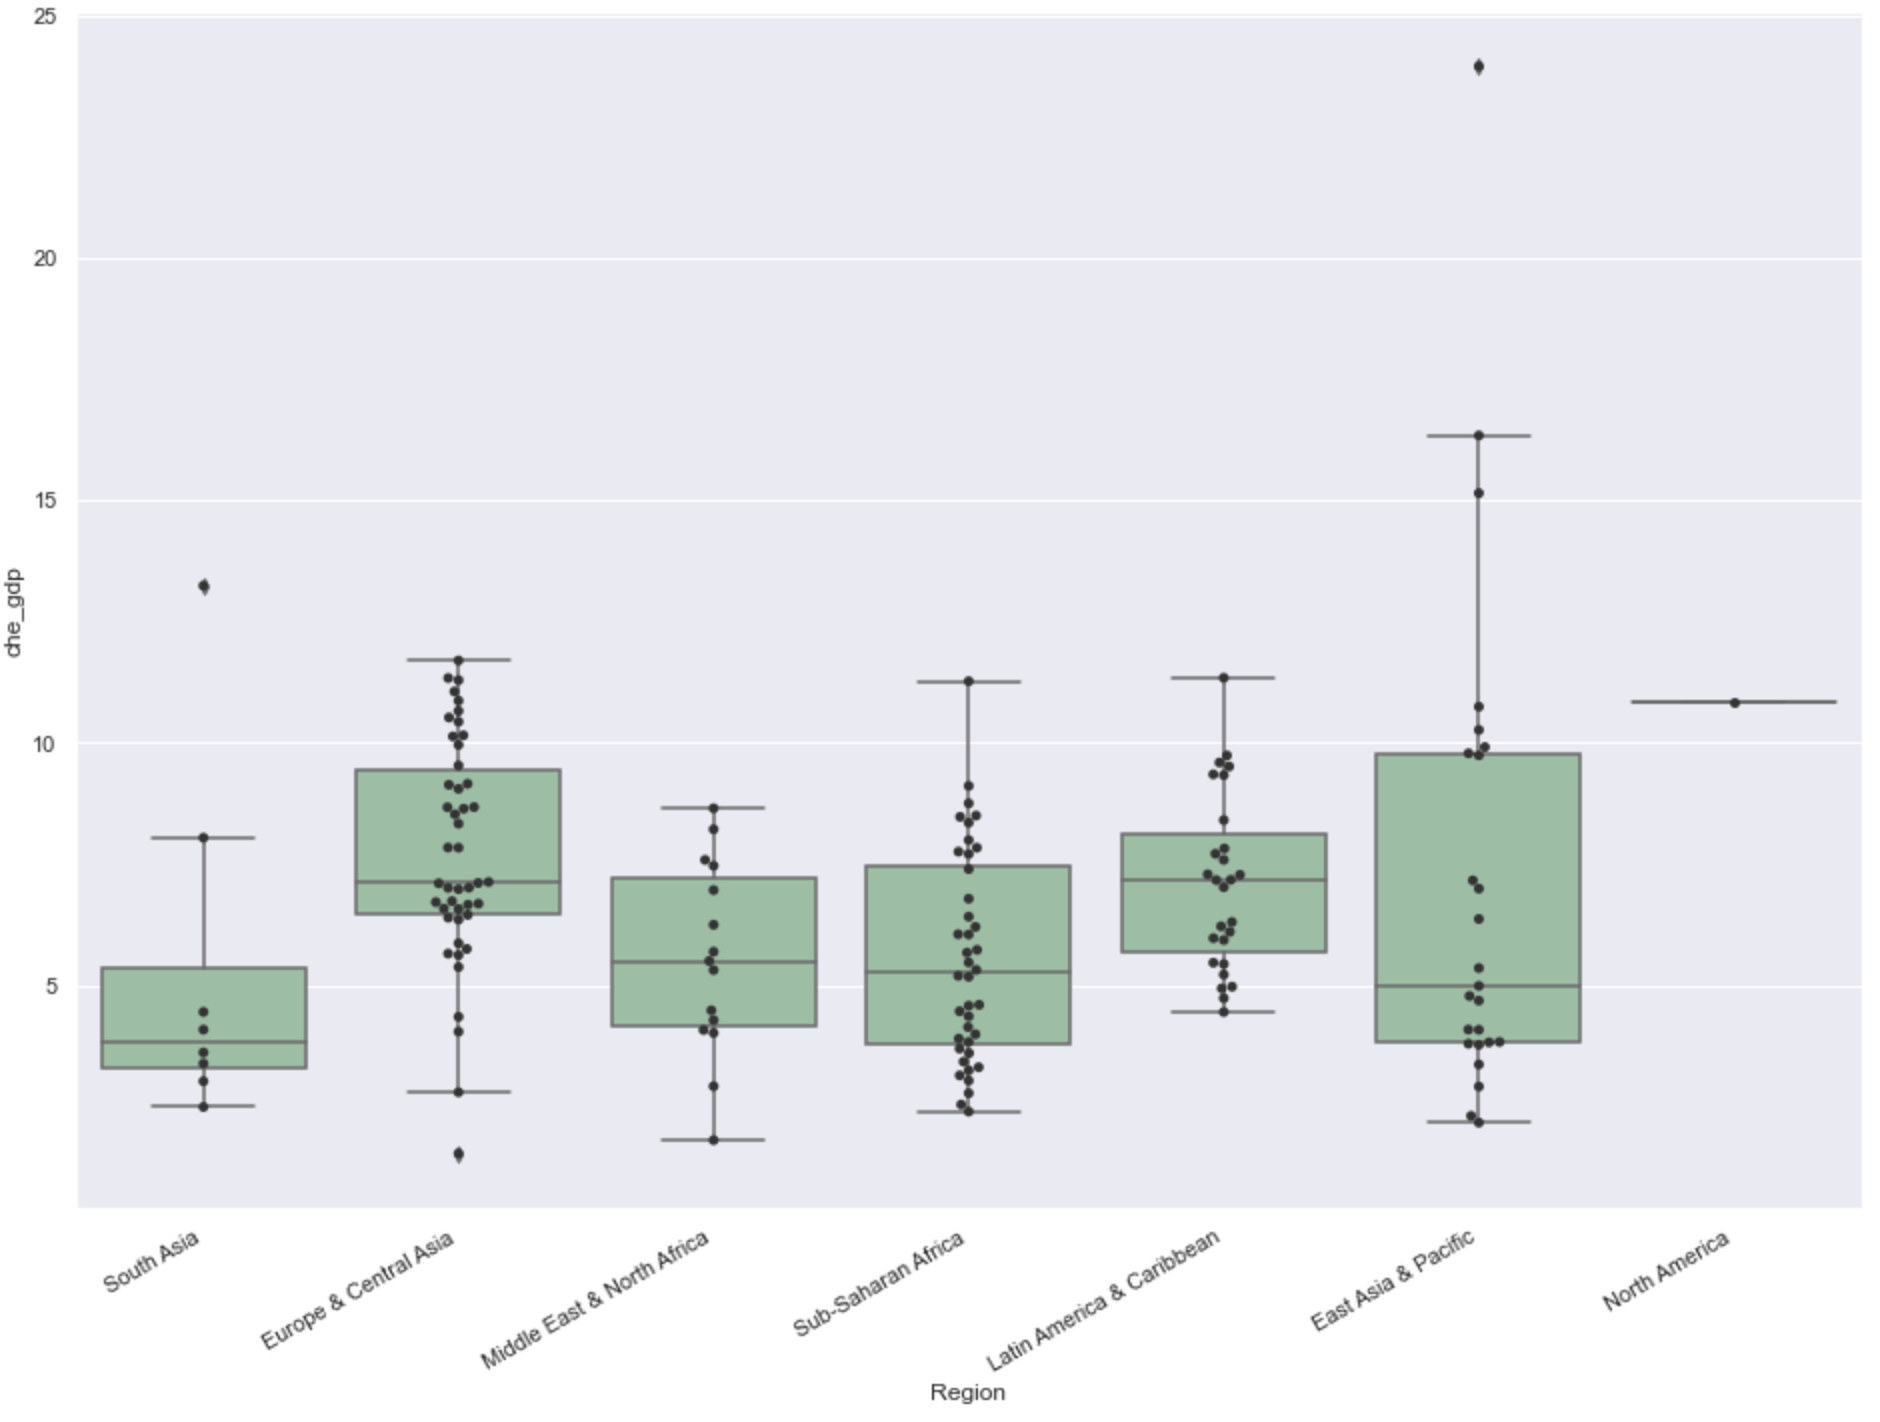 25
20
15
10
5
che_gdp
South Asia
Europe & Central Asia
Middle East & North Africa
Sub-Saharan Africa
Latin America & Caribbean
East Asia & Pacific
North America
Region